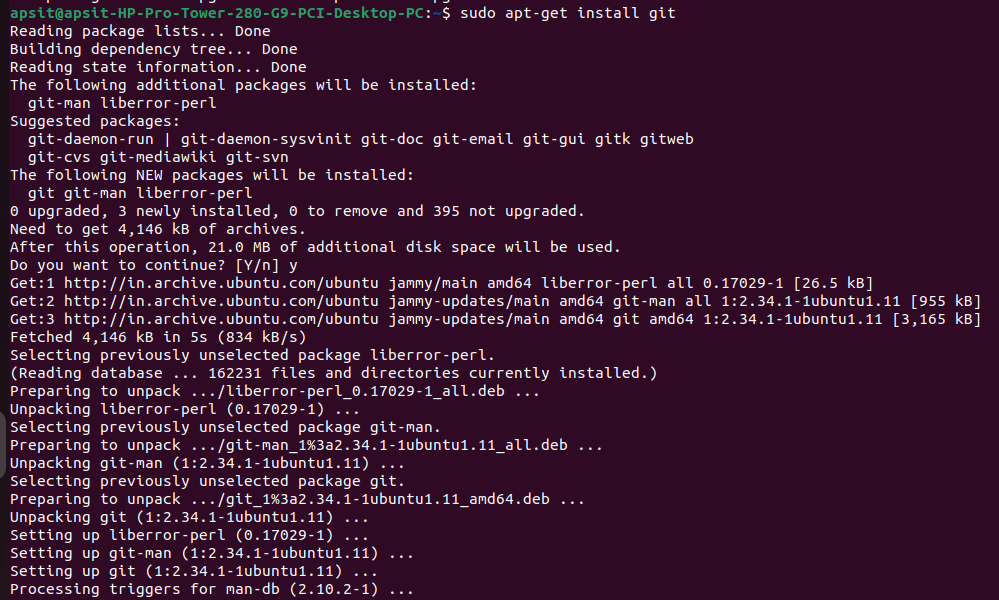 apsit@apsit-HP-Pro-Tower-280-G9-PCI-Desktop-PC:~$ sudo apt-get install git
Reading package lists... Done
Building dependency tree... Done
Reading state information... Done
The following additional packages will be installed:
  git-man liberror-perl
Suggested packages:
  git-daemon-run | git-daemon-sysvinit git-doc git-email git-gui gitk gitweb
  git-cvs git-mediawiki git-svn
The following NEW packages will be installed:
  git git-man liberror-perl
0 upgraded, 3 newly installed, 0 to remove and 395 not upgraded.
Need to get 4,146 kB of archives.
After this operation, 21.0 MB of additional disk space will be used.
Do you want to continue? [Y/n] y
Get:1 http://in.archive.ubuntu.com/ubuntu jammy/main amd64 liberror-perl all 0.17029-1 [26.5 kB]
Get:2 http://in.archive.ubuntu.com/ubuntu jammy-updates/main amd64 git-man all 1:2.34.1-1ubuntu1.11 [955 kB]
Get:3 http://in.archive.ubuntu.com/ubuntu jammy-updates/main amd64 git amd64 1:2.34.1-1ubuntu1.11 [3,165 kB]
Fetched 4,146 kB in 5s (834 kB/s)
Selecting previously unselected package liberror-perl.
(Reading database ... 162231 files and directories currently installed.)
Preparing to unpack .../liberror-perl_0.17029-1_all.deb ...
Unpacking liberror-perl (0.17029-1) ...
Selecting previously unselected package git-man.
Preparing to unpack .../git-man_1%3a2.34.1-1ubuntu1.11_all.deb ...
Unpacking git-man (1:2.34.1-1ubuntu1.11) ...
Selecting previously unselected package git.
Preparing to unpack .../git_1%3a2.34.1-1ubuntu1.11_amd64.deb ...
Unpacking git (1:2.34.1-1ubuntu1.11) ...
Setting up liberror-perl (0.17029-1) ...
Setting up git-man (1:2.34.1-1ubuntu1.11) ...
Setting up git (1:2.34.1-1ubuntu1.11) ...
Processing triggers for man-db (2.10.2-1) ...